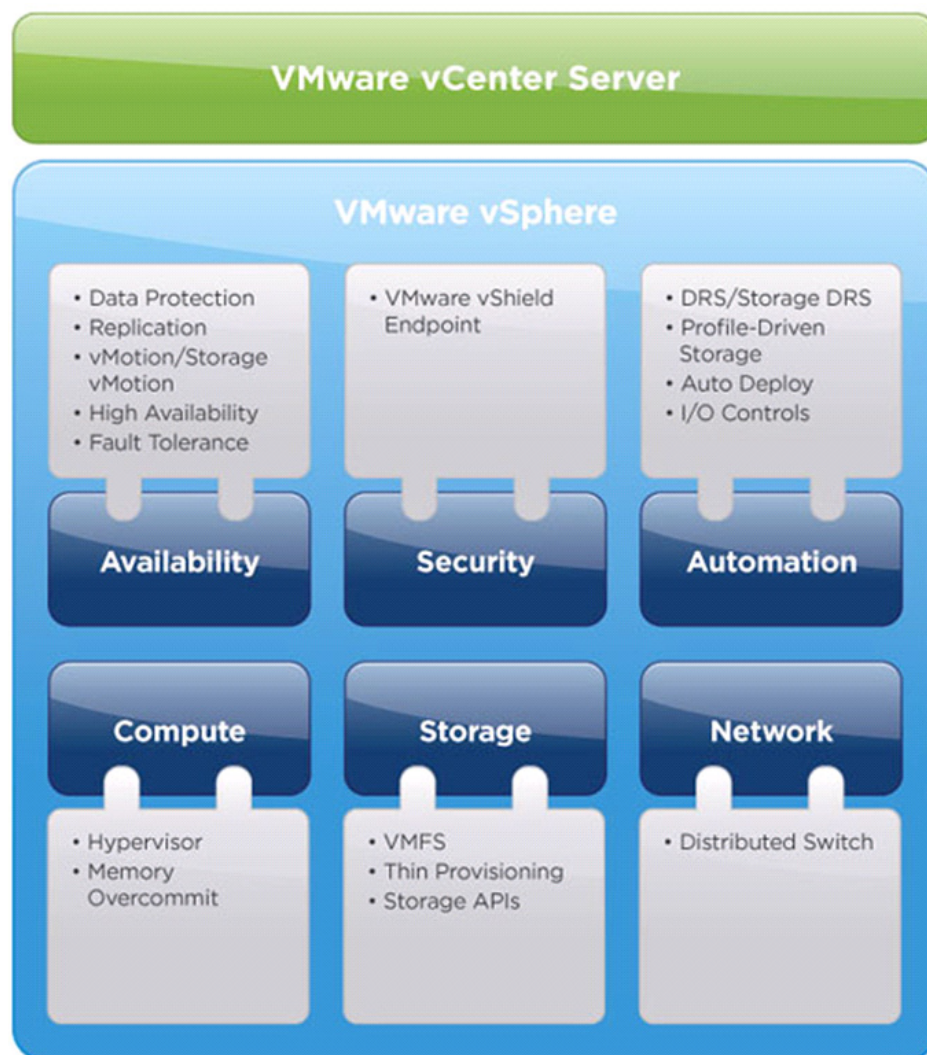 VMware vCenter Server
VMware vSphere
• Data Protection
• Replication
• vMotion/Storage
vMotion
• High Availability
• Fault Tolerance
• VMware vShield
Endpoint
• DRS/Storage DRS
• Profile-Driven
Storage
• Auto Deploy
• I/O Controls
Availability
Security
Automation
Compute
Storage
Network
• Hypervisor
• Memory
Overcommit
• VMFS
• Thin Provisioning
• Storage APIs
• Distributed Switch